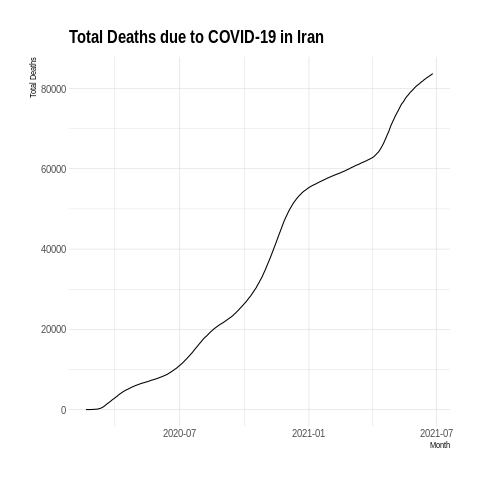 Total Deaths due to COVID-19 in Iran
Total Deaths
80000
60000
40000
20000
0
2020-07
2021-01
2021-07
Month